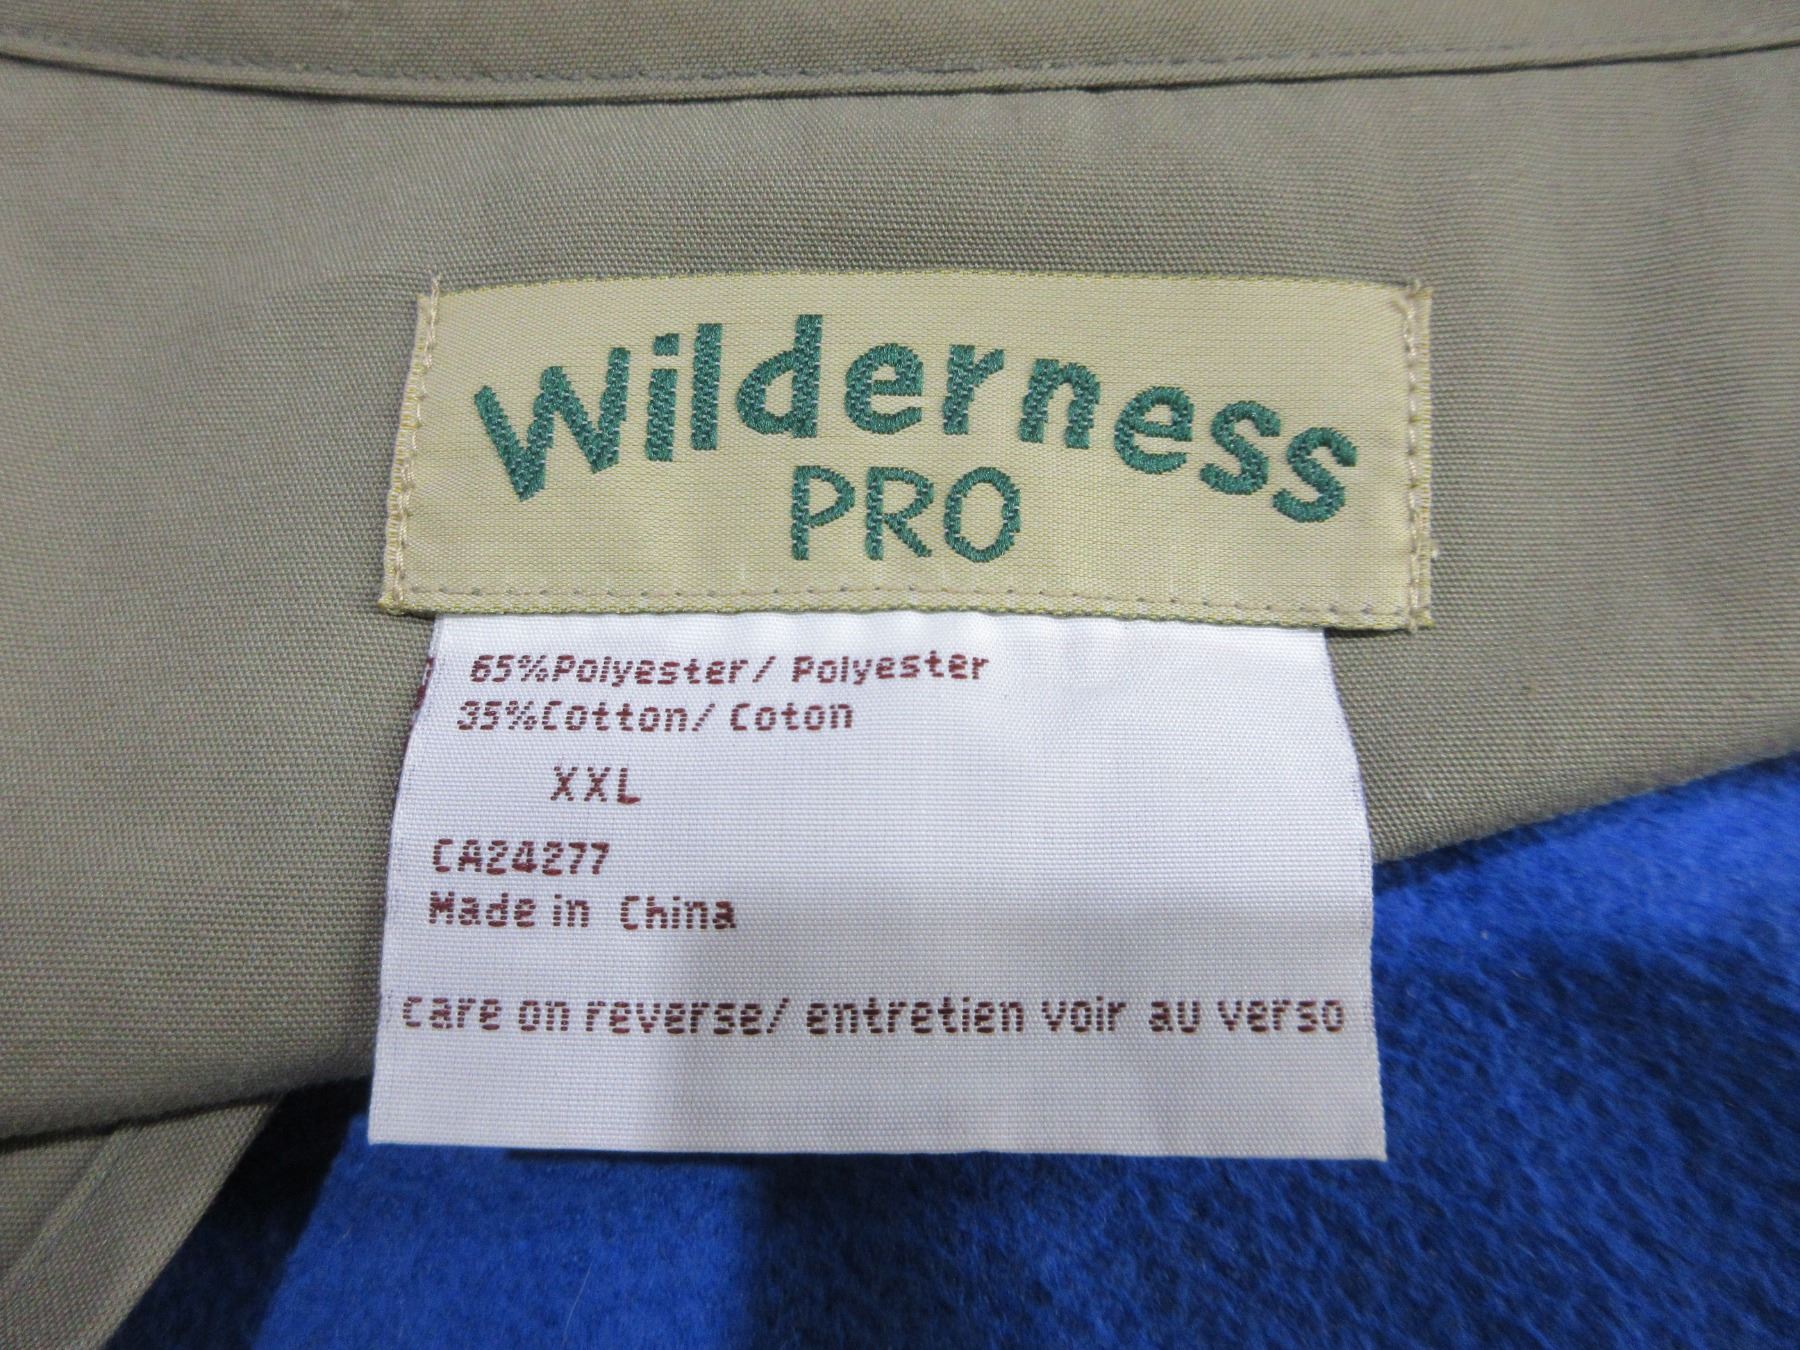 Wilderness
PRO
65%Polyester/ Polyester
35%Cotton/ Coton
XXL
CA24277
Made in China
care on reverse/ entretien voir au verso